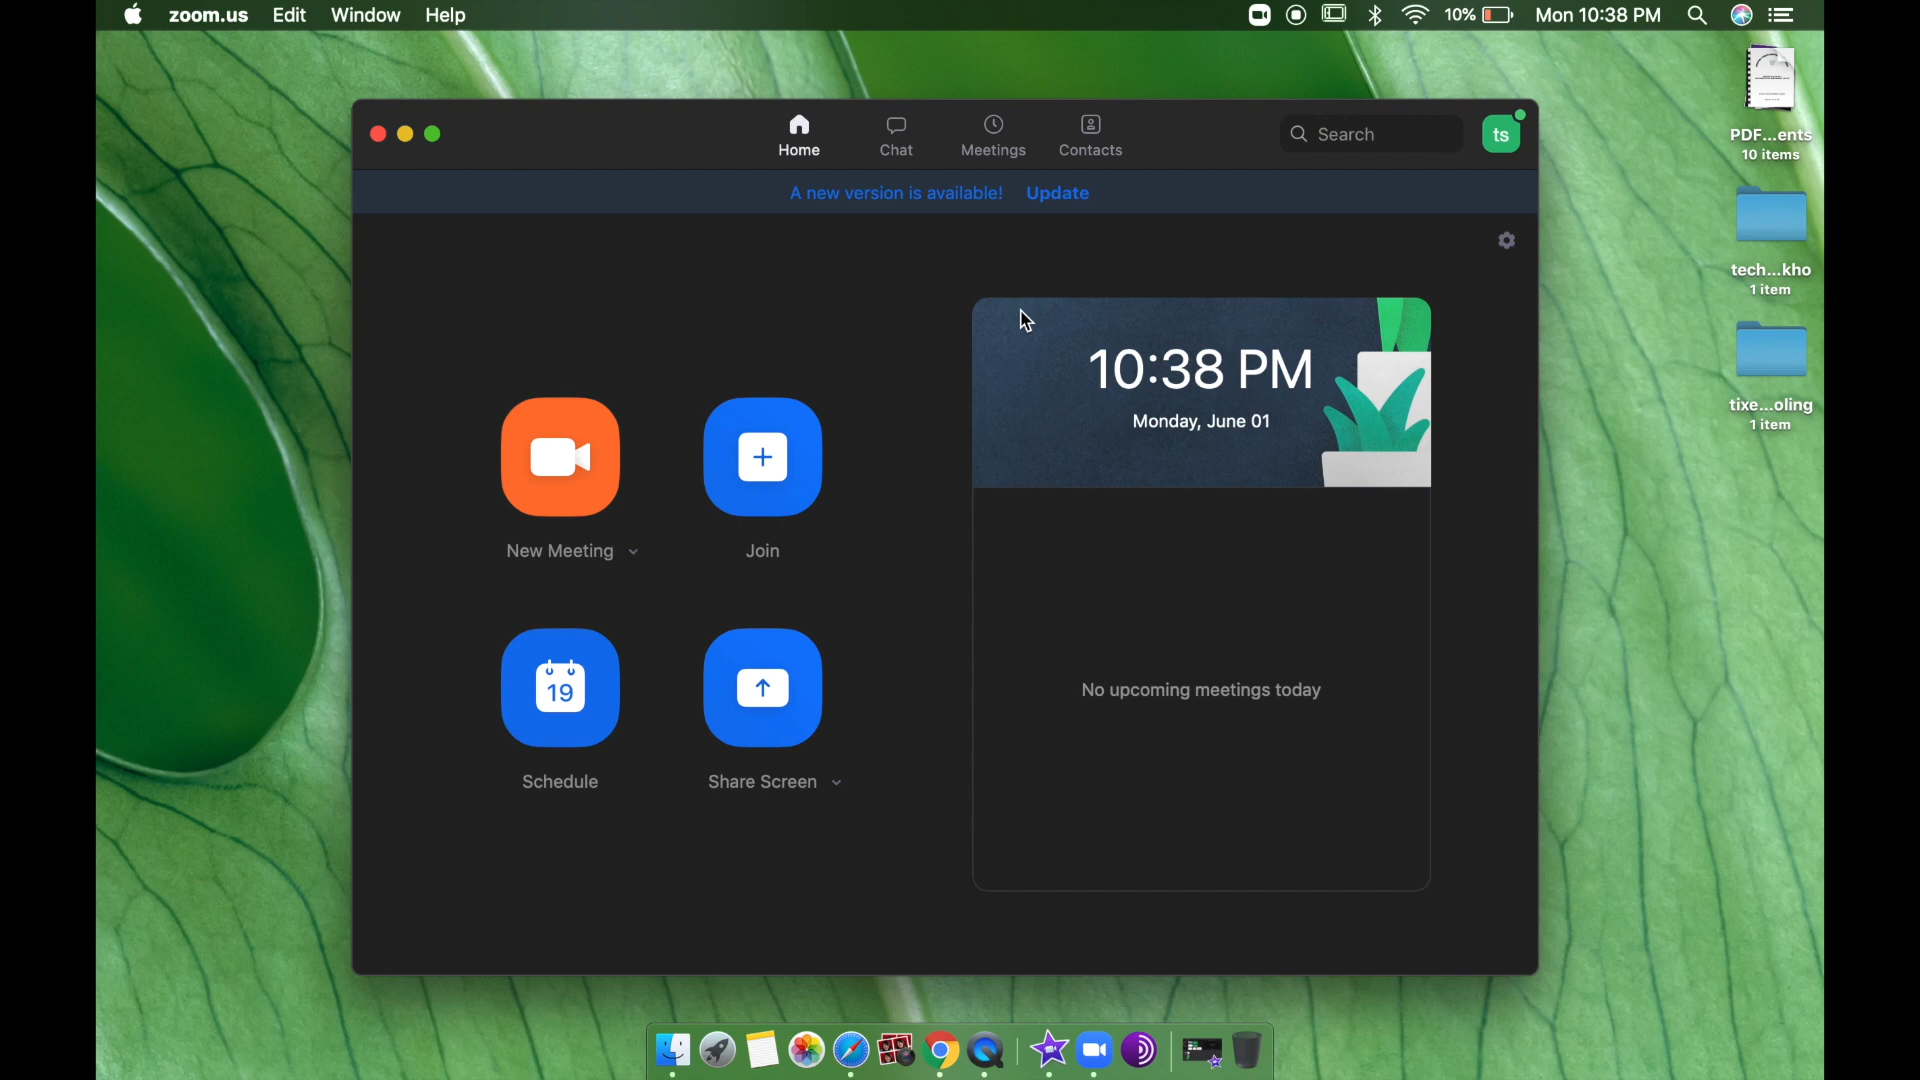 zoom.us Edit Window Help
10% Mon 10:38 PM
Home Chat Meetings Contacts
Search
ts
A new version is available! Update
10:38 PM
Monday, June 01
New Meeting
Join
19
Schedule
Share Screen
No upcoming meetings today
PDF...ents
10 items
tech...kho
1 item
tixe...oling
1 item